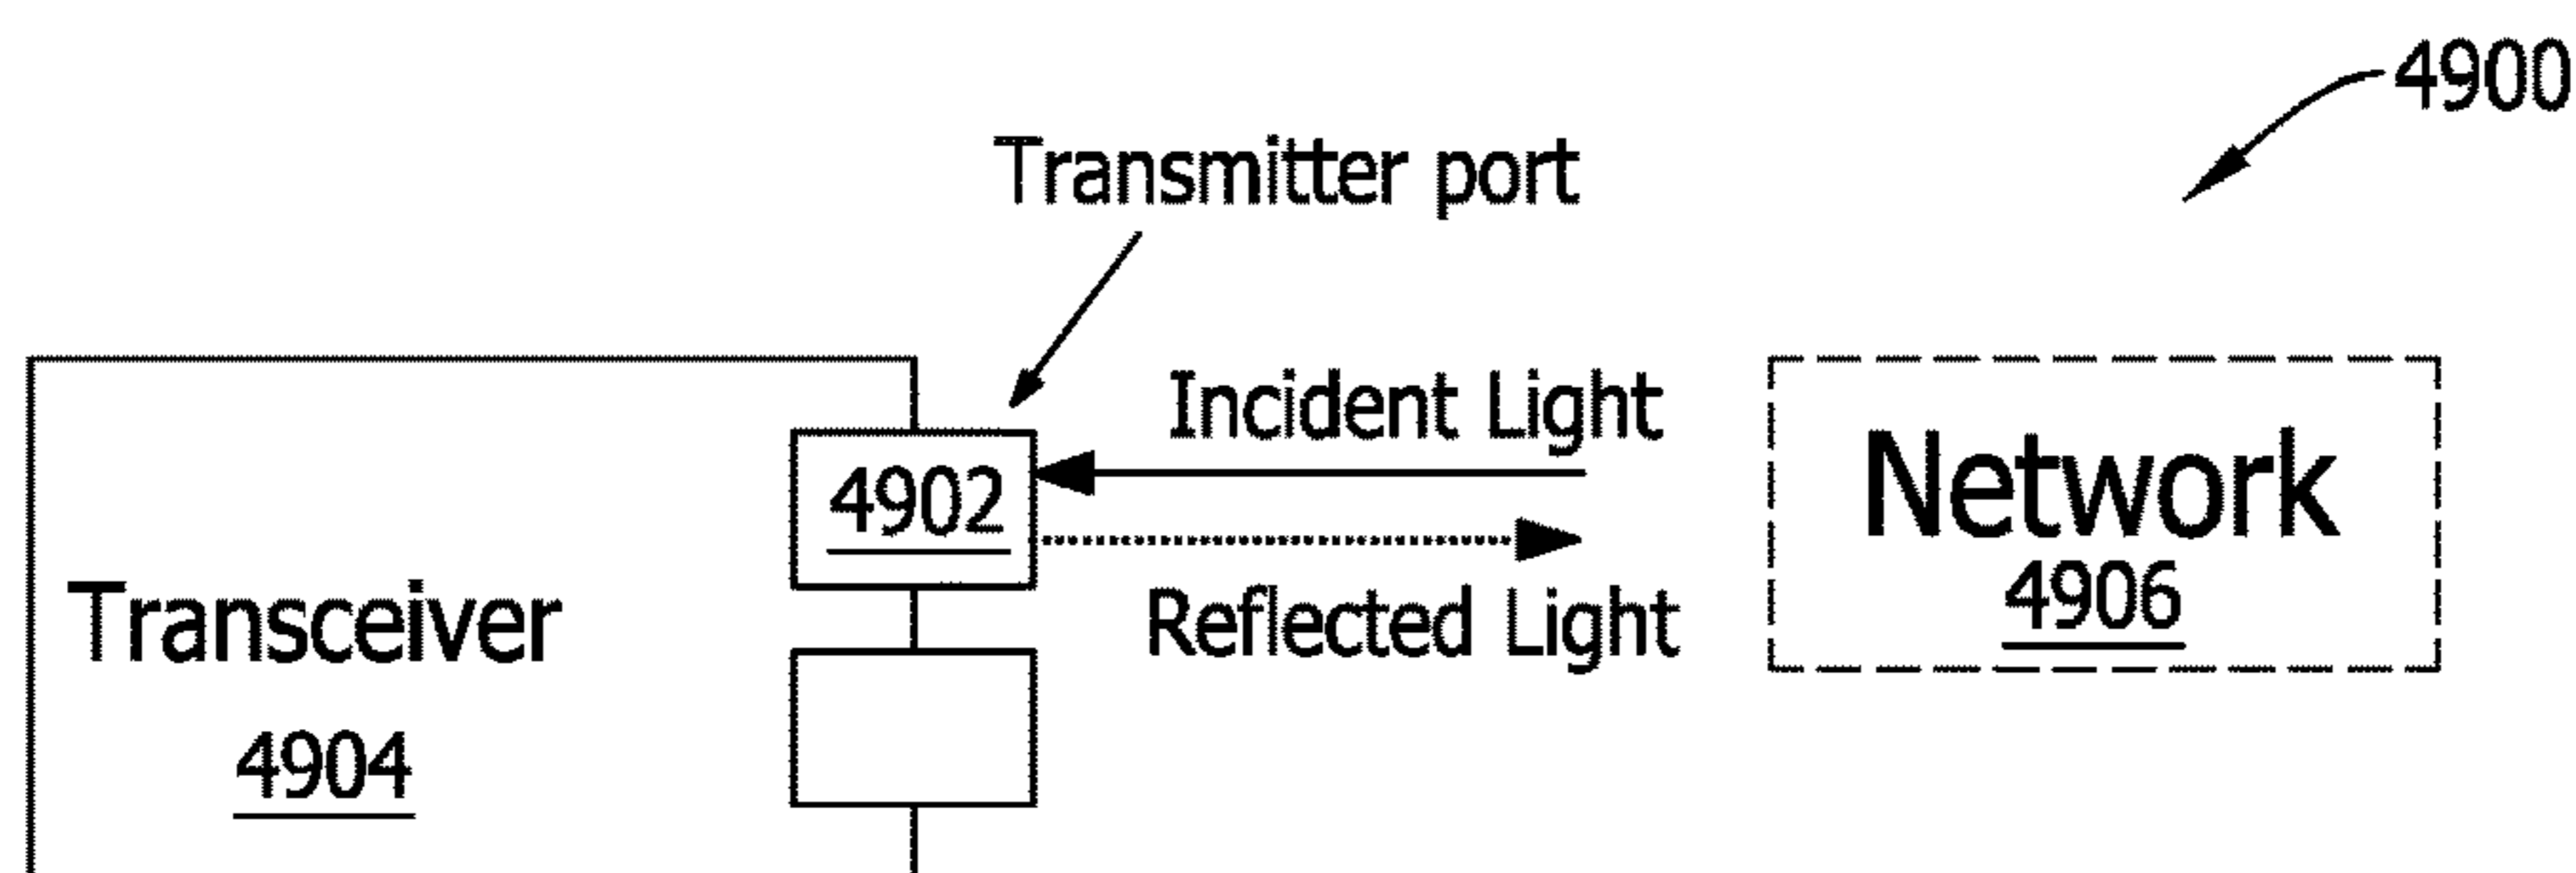 4900
Transmitter port
Incident Light
4902
Reflected Light
Network
4906
Transceiver
4904